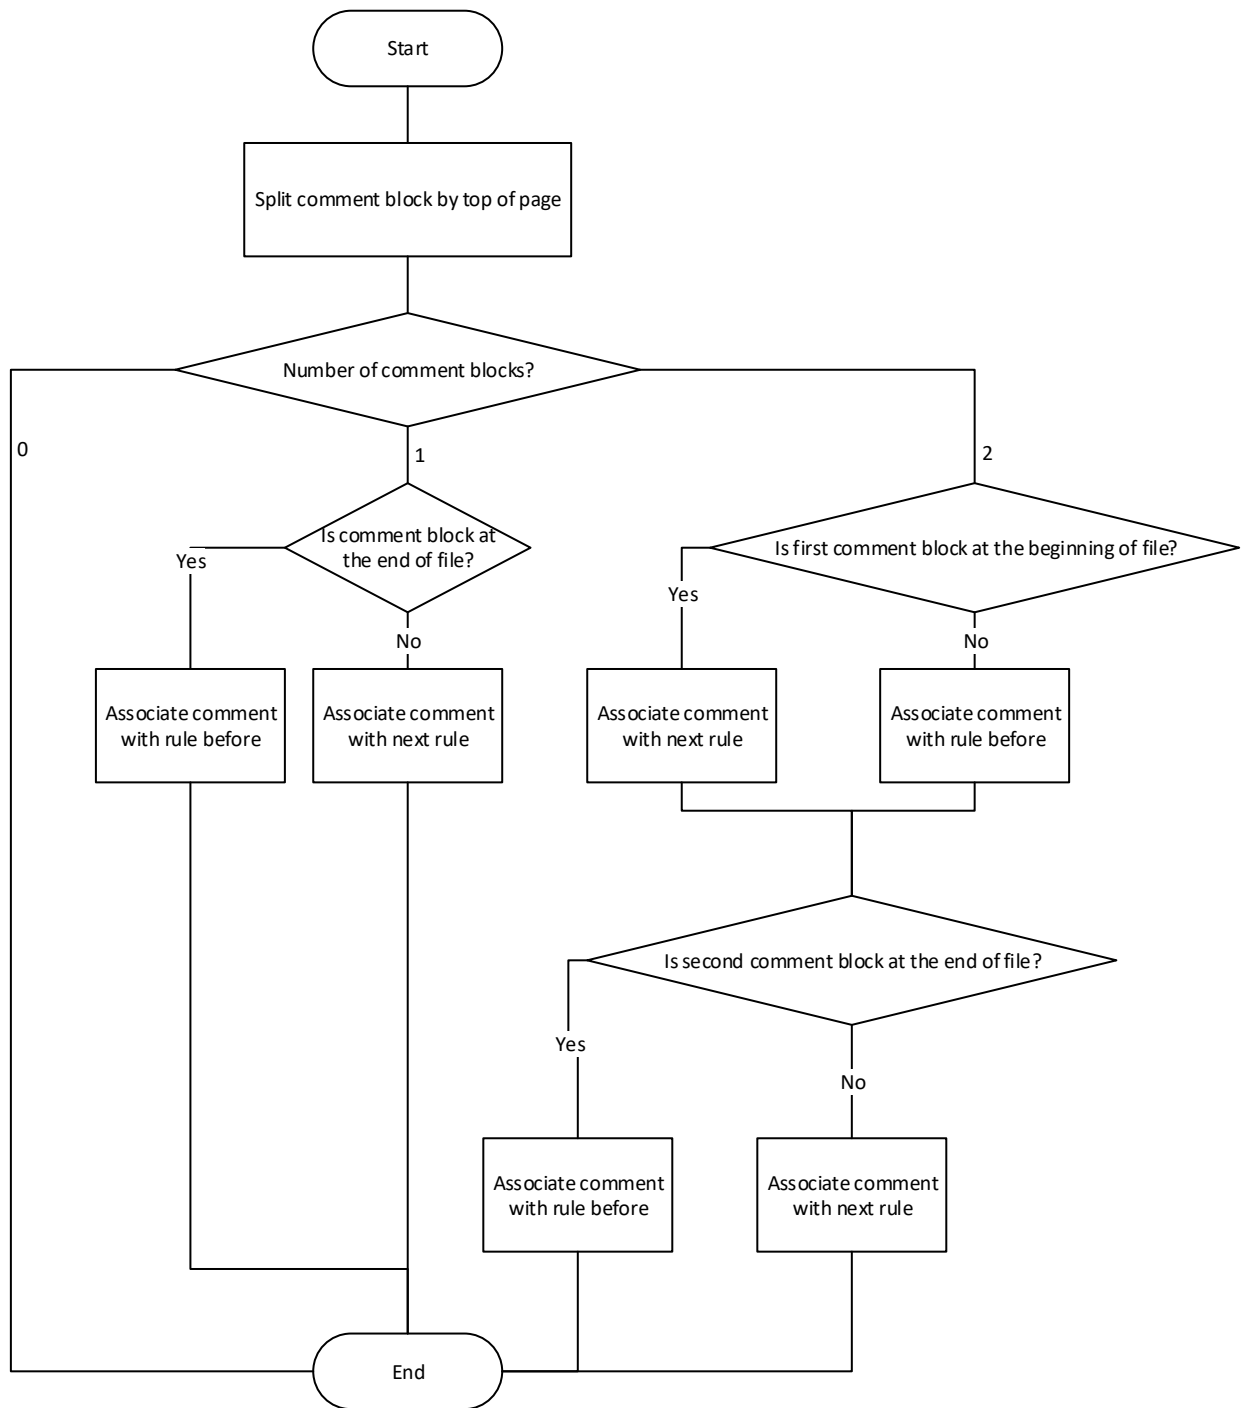 Start
Split comment block by top of page
Number of comment blocks?
0
1
2
Is comment block at
the end of file?
Is first comment block at the beginning of file?
Yes
Yes
No
No
Associate comment
with rule before
Associate comment
with next rule
Associate comment
with next rule
Associate comment
with rule before
Is second comment block at the end of file?
Yes
No
Associate comment
with rule before
Associate comment
with next rule
End